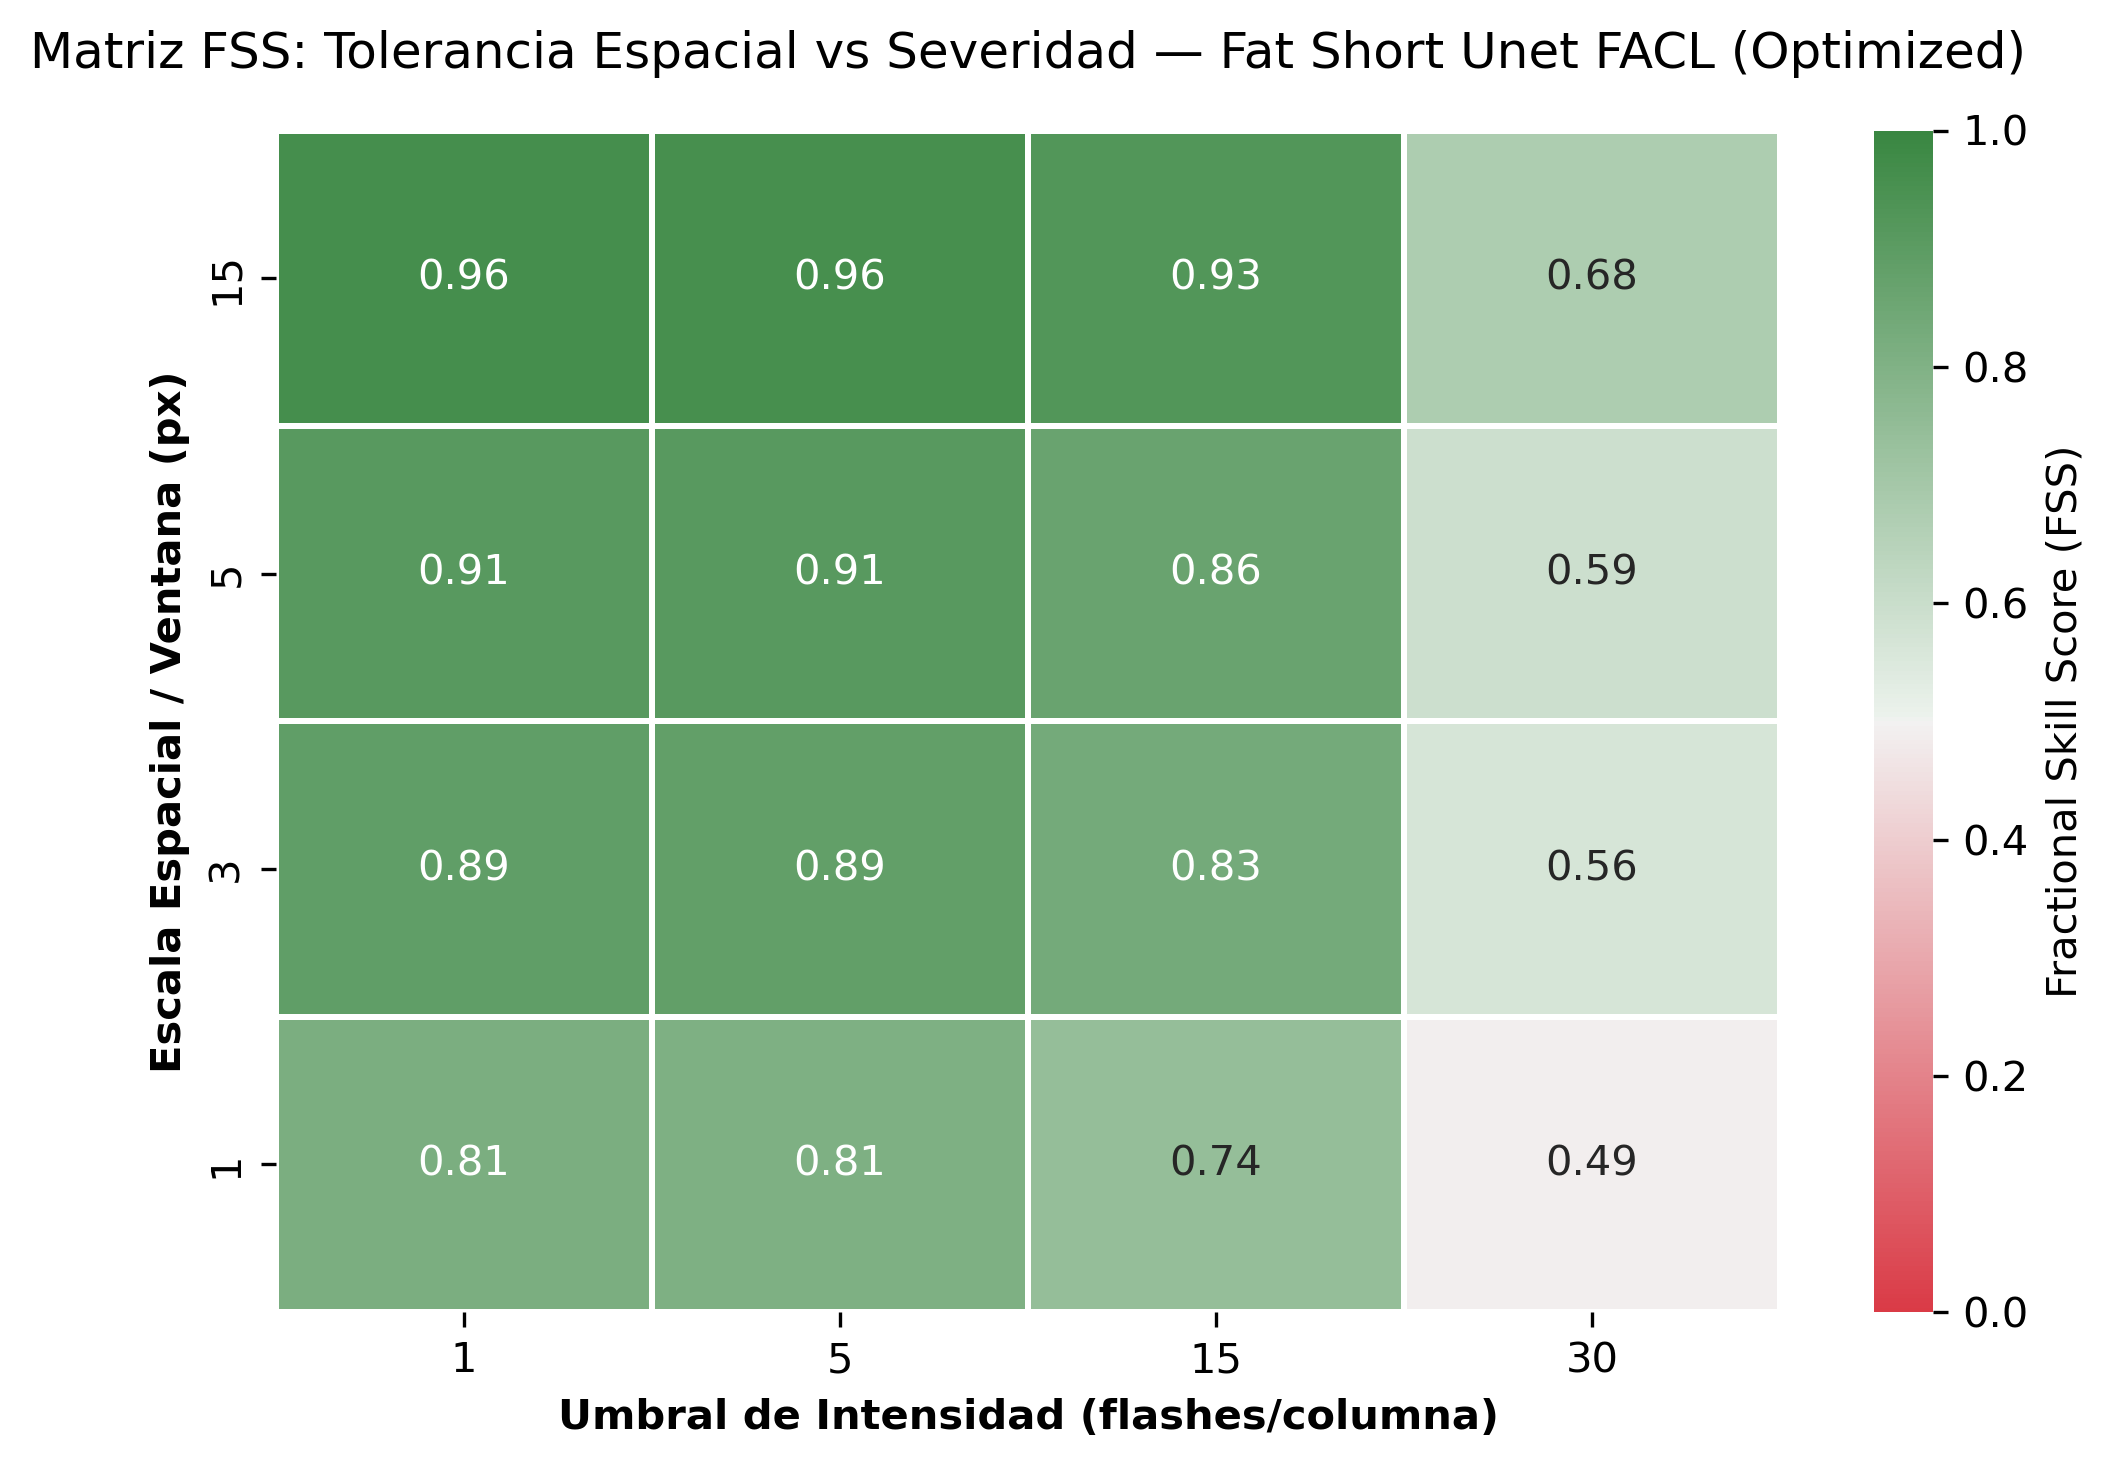 Matriz FSS: Tolerancia Espacial vs Severidad — Fat Short Unet FACL (Optimized)
Escala Espacial / Ventana (px)
15
0.96 0.96 0.93 0.68
5
0.91 0.91 0.86 0.59
3
0.89 0.89 0.83 0.56
1
0.81 0.81 0.74 0.49
1 5 15 30
Umbral de Intensidad (flashes/columna)
1.0
0.8
0.6
0.4
0.2
0.0
Fractional Skill Score (FSS)